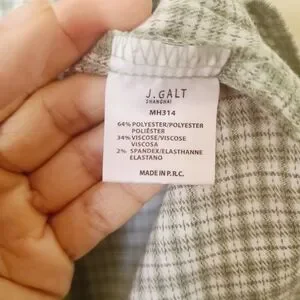 J.GALT
SHANGHAI
MH314
64% POLYESTER/POLYESTER
POLIÉSTER
34% VISCOSE/VISCOSE
VISCOSA
2% SPANDEX/ELASTHANNE
ELASTANO
MADE IN P.R.C.